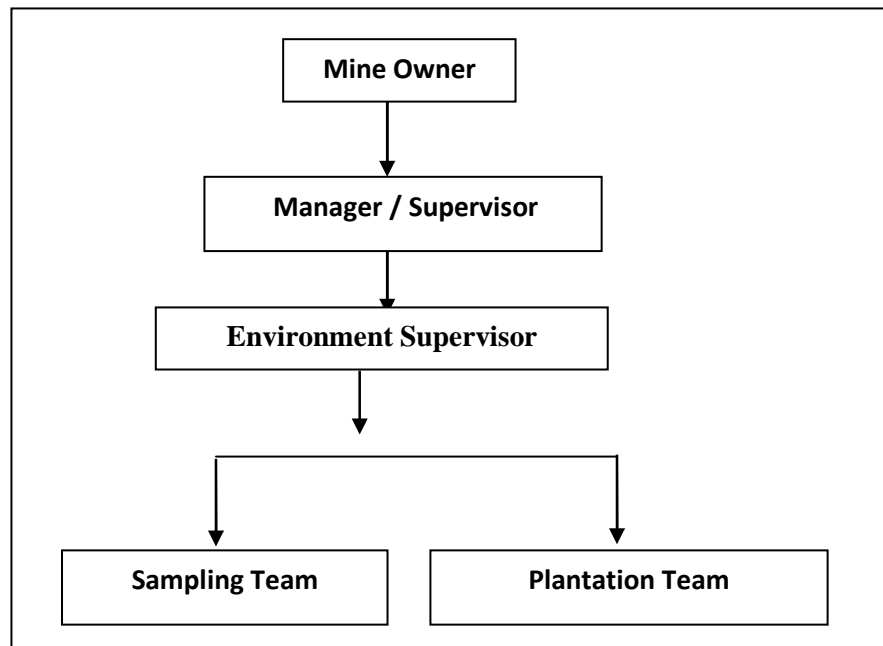 Mine Owner
Manager / Supervisor
Environment Supervisor
Sampling Team
Plantation Team